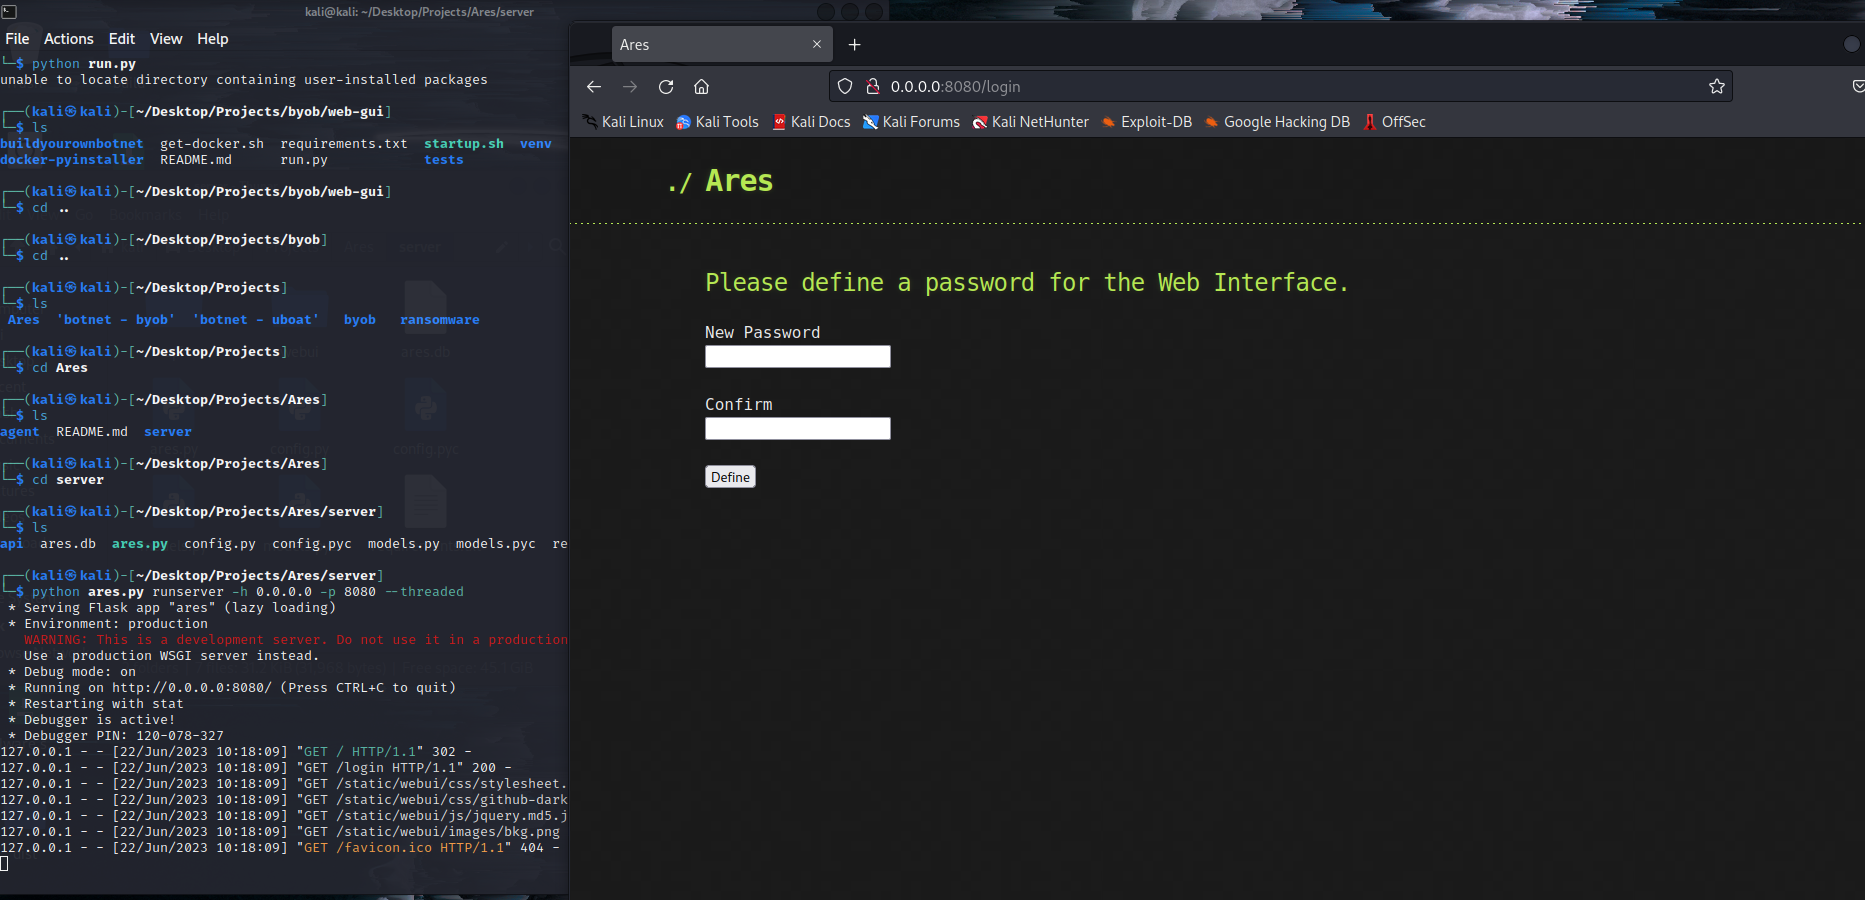 kali@kali: ~/Desktop/Projects/Ares/server
File Actions Edit View Help
└─$ python run.py
unable to locate directory containing user-installed packages
┌──(kali㉿kali)-[~/Desktop/Projects/byob/web-gui]
└─$ ls
buildyourownbotnet get-docker.sh requirements.txt startup.sh venv
docker-pyinstaller README.md run.py tests
┌──(kali㉿kali)-[~/Desktop/Projects/byob/web-gui]
└─$ cd ..
┌──(kali㉿kali)-[~/Desktop/Projects/byob]
└─$ cd ..
┌──(kali㉿kali)-[~/Desktop/Projects]
└─$ ls
Ares 'botnet - byob' 'botnet - uboat' byob ransomware
┌──(kali㉿kali)-[~/Desktop/Projects]
└─$ cd Ares
┌──(kali㉿kali)-[~/Desktop/Projects/Ares]
└─$ ls
agent README.md server
┌──(kali㉿kali)-[~/Desktop/Projects/Ares]
└─$ cd server
┌──(kali㉿kali)-[~/Desktop/Projects/Ares/server]
└─$ ls
api ares.db ares.py config.py config.pyc models.py models.pyc re
┌──(kali㉿kali)-[~/Desktop/Projects/Ares/server]
└─$ python ares.py runserver -h 0.0.0.0 -p 8080 --threaded
* Serving Flask app "ares" (lazy loading)
* Environment: production
WARNING: This is a development server. Do not use it in a production
Use a production WSGI server instead.
* Debug mode: on
* Running on http://0.0.0.0:8080/ (Press CTRL+C to quit)
* Restarting with stat
* Debugger is active!
* Debugger PIN: 120-078-327
127.0.0.1 - - [22/Jun/2023 10:18:09] "GET / HTTP/1.1" 302 -
127.0.0.1 - - [22/Jun/2023 10:18:09] "GET /login HTTP/1.1" 200 -
127.0.0.1 - - [22/Jun/2023 10:18:09] "GET /static/webui/css/stylesheet.
127.0.0.1 - - [22/Jun/2023 10:18:09] "GET /static/webui/css/github-dark
127.0.0.1 - - [22/Jun/2023 10:18:09] "GET /static/webui/js/jquery.md5.j
127.0.0.1 - - [22/Jun/2023 10:18:09] "GET /static/webui/images/bkg.png
127.0.0.1 - - [22/Jun/2023 10:18:09] "GET /favicon.ico HTTP/1.1" 404 -
Ares
0.0.0.0:8080/login
Kali Linux Kali Tools Kali Docs Kali Forums Kali NetHunter Exploit-DB Google Hacking DB OffSec
./ Ares
Please define a password for the Web Interface.
New Password
Confirm
Define